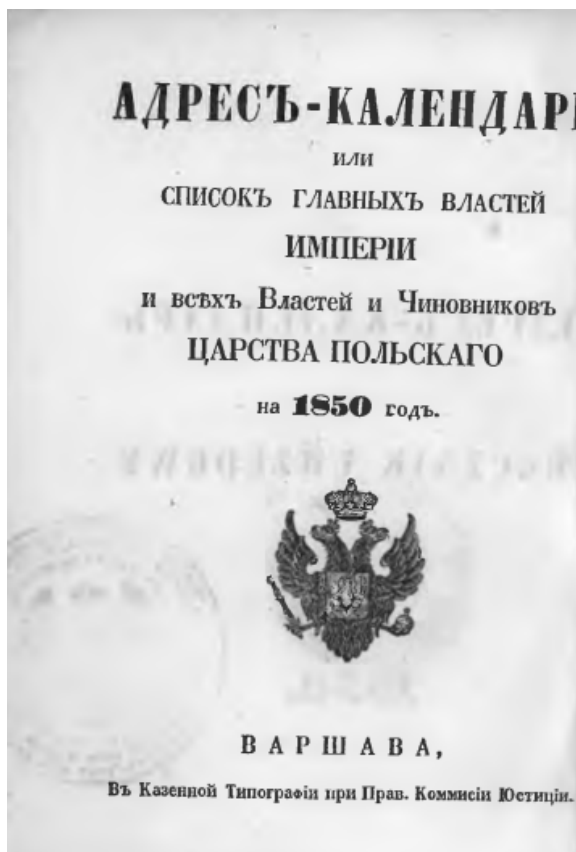 АДРЕСЪ-КАЛЕНДАР
или
СПИСОКЪ ГЛАВНЫХЪ ВЛАСТЕЙ
ИМПЕРІИ
и всѣхъ Властей и Чиновниковъ
ЦАРСТВА ПОЛЬСКАГО
на 1850 годъ.
ВАРШАВА,
Въ Казенной Типографіи при Прав. Коммисіи Юстиціи.